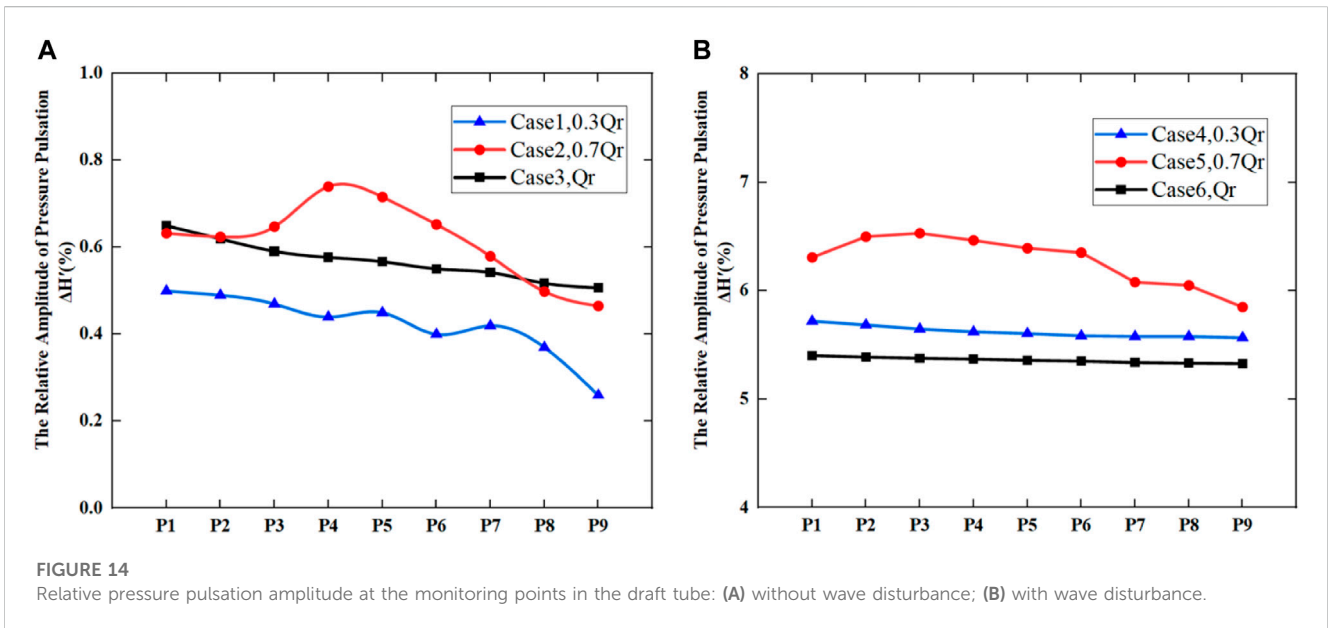 A
The Relative Amplitude of Pressure Pulsation
ΔH'(%)
1.0
0.8
0.6
0.4
0.2
0.0
Case1,0.3Qr
Case2,0.7Qr
Case3,Qr
P1 P2 P3 P4 P5 P6 P7 P8 P9
B
The Relative Amplitude of Pressure Pulsation
ΔH'(%)
8
7
6
5
4
Case4,0.3Qr
Case5,0.7Qr
Case6,Qr
P1 P2 P3 P4 P5 P6 P7 P8 P9
FIGURE 14
Relative pressure pulsation amplitude at the monitoring points in the draft tube: (A) without wave disturbance; (B) with wave disturbance.